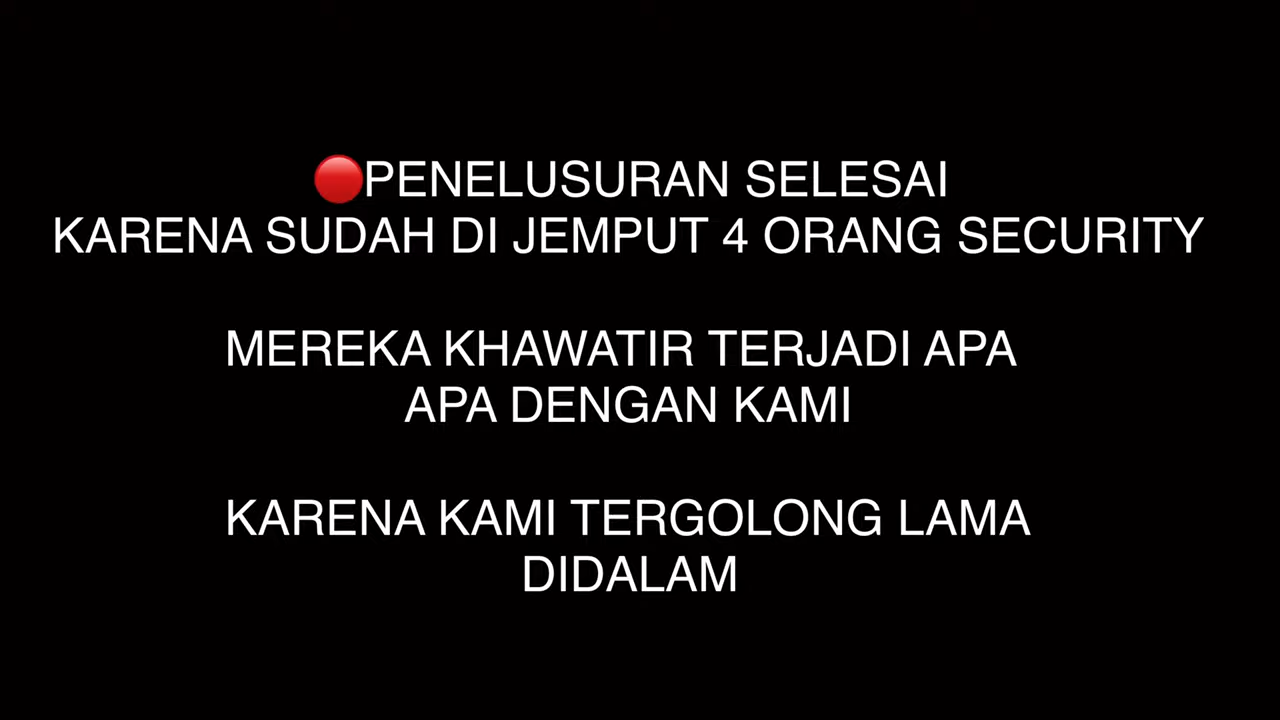 🔴PENELUSURAN SELESAI
KARENA SUDAH DI JEMPUT 4 ORANG SECURITY
MEREKA KHAWATIR TERJADI APA
APA DENGAN KAMI
KARENA KAMI TERGOLONG LAMA
DIDALAM